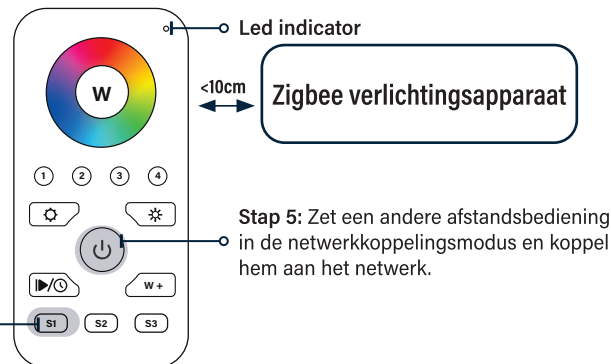 Led indicator
W
<10cm
Zigbee verlichtingsapparaat
1 2 3 4
Stap 5: Zet een andere afstandsbediening
in de netwerkkoppelingsmodus en koppel
hem aan het netwerk.
W +
S1 S2 S3